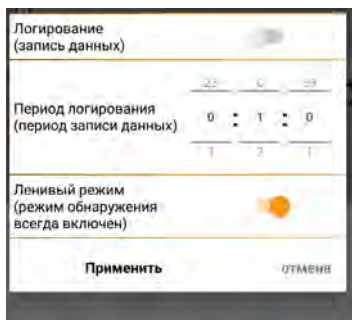 Логирование
(запись данных)
23 0 59
Период логирования
(период записи данных)
0 : 1 : 0
1 2 1
Ленивый режим
(режим обнаружения
всегда включен)
Применить отмена